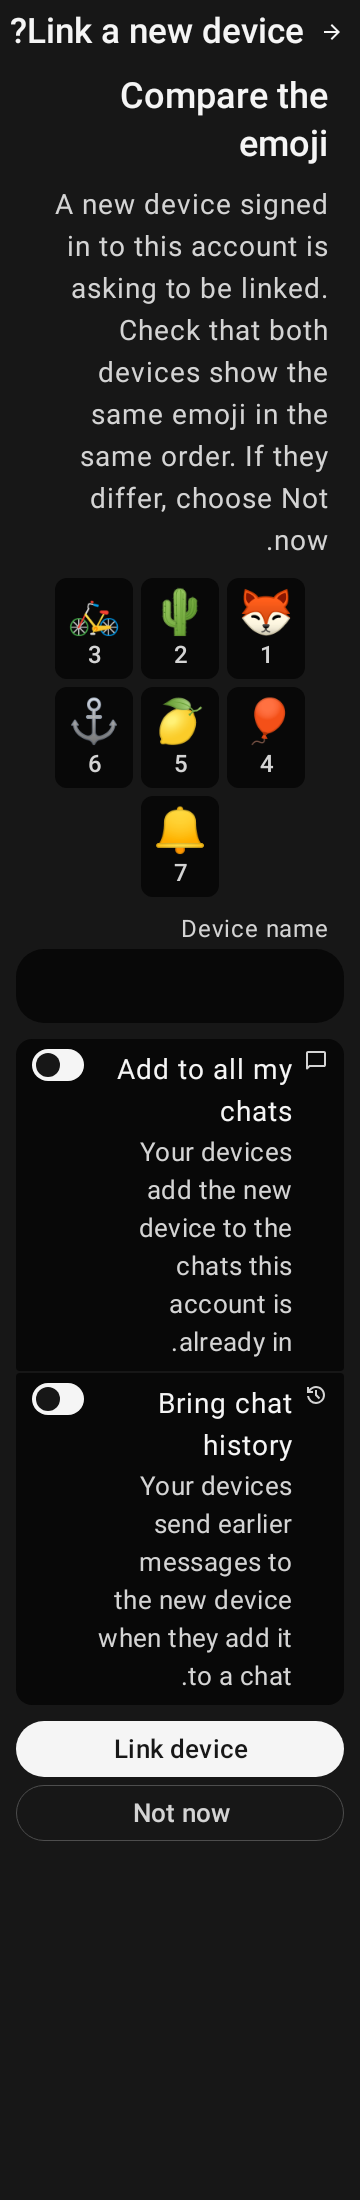 Link a new device?
Compare the
emoji
A new device signed
in to this account is
asking to be linked.
Check that both
devices show the
same emoji in the
same order. If they
differ, choose Not
now.
1
2
3
4
5
6
7
Device name
Add to all my
chats
Your devices
add the new
device to the
chats this
account is
already in.
Bring chat
history
Your devices
send earlier
messages to
the new device
when they add it
to a chat.
Link device
Not now